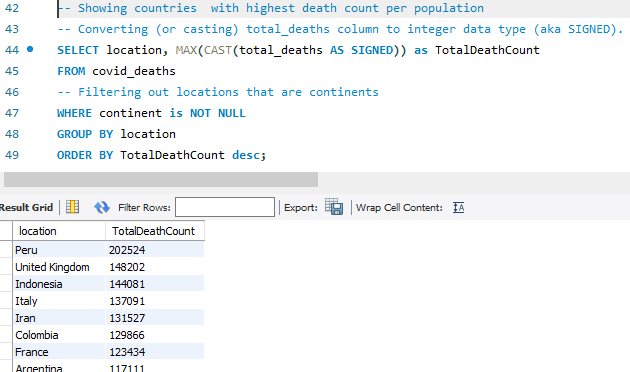 42 -- Showing countries  with highest death count per population
43 -- Converting (or casting) total_deaths column to integer data type (aka SIGNED).
44 SELECT location, MAX(CAST(total_deaths AS SIGNED)) as TotalDeathCount
45 FROM covid_deaths
46 -- Filtering out locations that are continents
47 WHERE continent is NOT NULL
48 GROUP BY location
49 ORDER BY TotalDeathCount desc;
Result Grid Filter Rows: Export: Wrap Cell Content: IA
location TotalDeathCount
Peru 202524
United Kingdom 148202
Indonesia 144081
Italy 137091
Iran 131527
Colombia 129866
France 123434
Argentina 117111